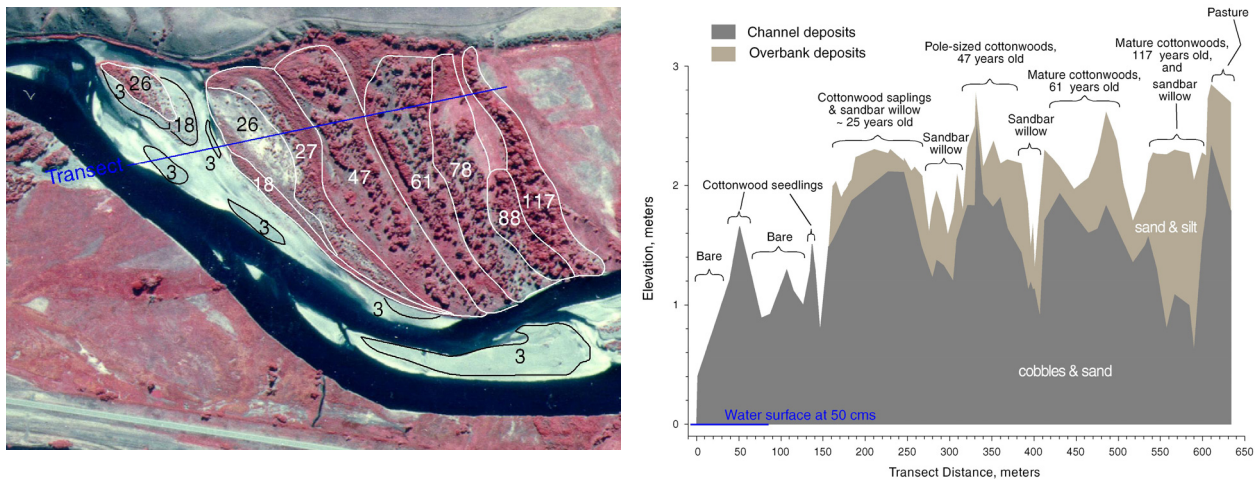 3
26
18
3
3
26
27
18
47
61
78
88
117
3
3
3
Transect
Channel deposits
Overbank deposits
Pasture
Pole-sized cottonwoods,
47 years old
Mature cottonwoods,
117 years old,
and
sandbar
willow
Mature cottonwoods,
61 years old
Cottonwood saplings
& sandbar willow
~ 25 years old
Sandbar
willow
Sandbar
willow
Cottonwood seedlings
Bare
Bare
sand & silt
cobbles & sand
Water surface at 50 cms
Elevation, meters
3
2
1
0
0 50 100 150 200 250 300 350 400 450 500 550 600 650
Transect Distance, meters